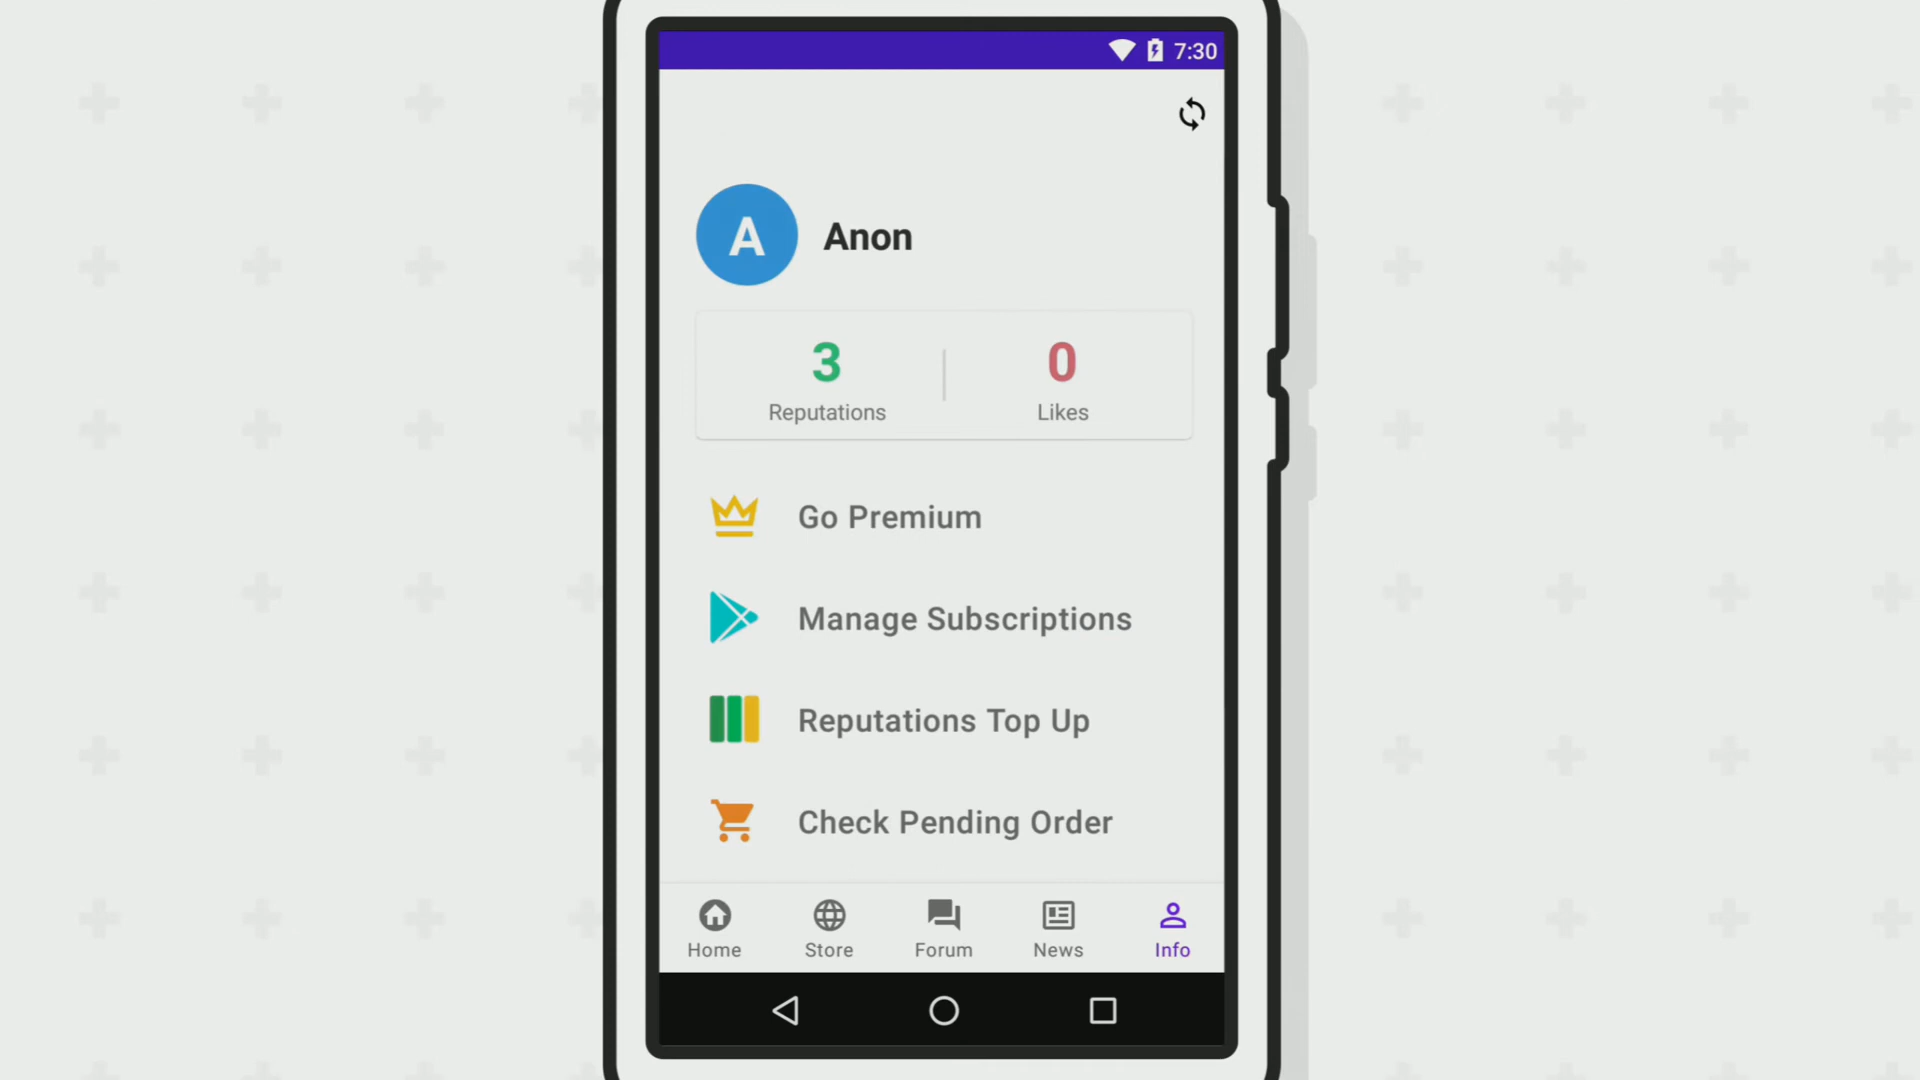 7:30
A
Anon
3
Reputations
0
Likes
Go Premium
Manage Subscriptions
Reputations Top Up
Check Pending Order
Home
Store
Forum
News
Info